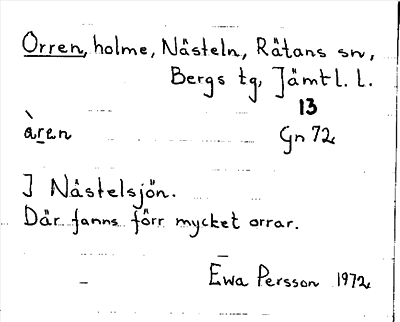 Orren, holme, Nästeln, Rätans sn,
Bergs tg, Jämtl. l.
13
àren
Gn 72
I Nästelsjön.
Där fanns förr mycket orrar.
Ewa Persson 1972